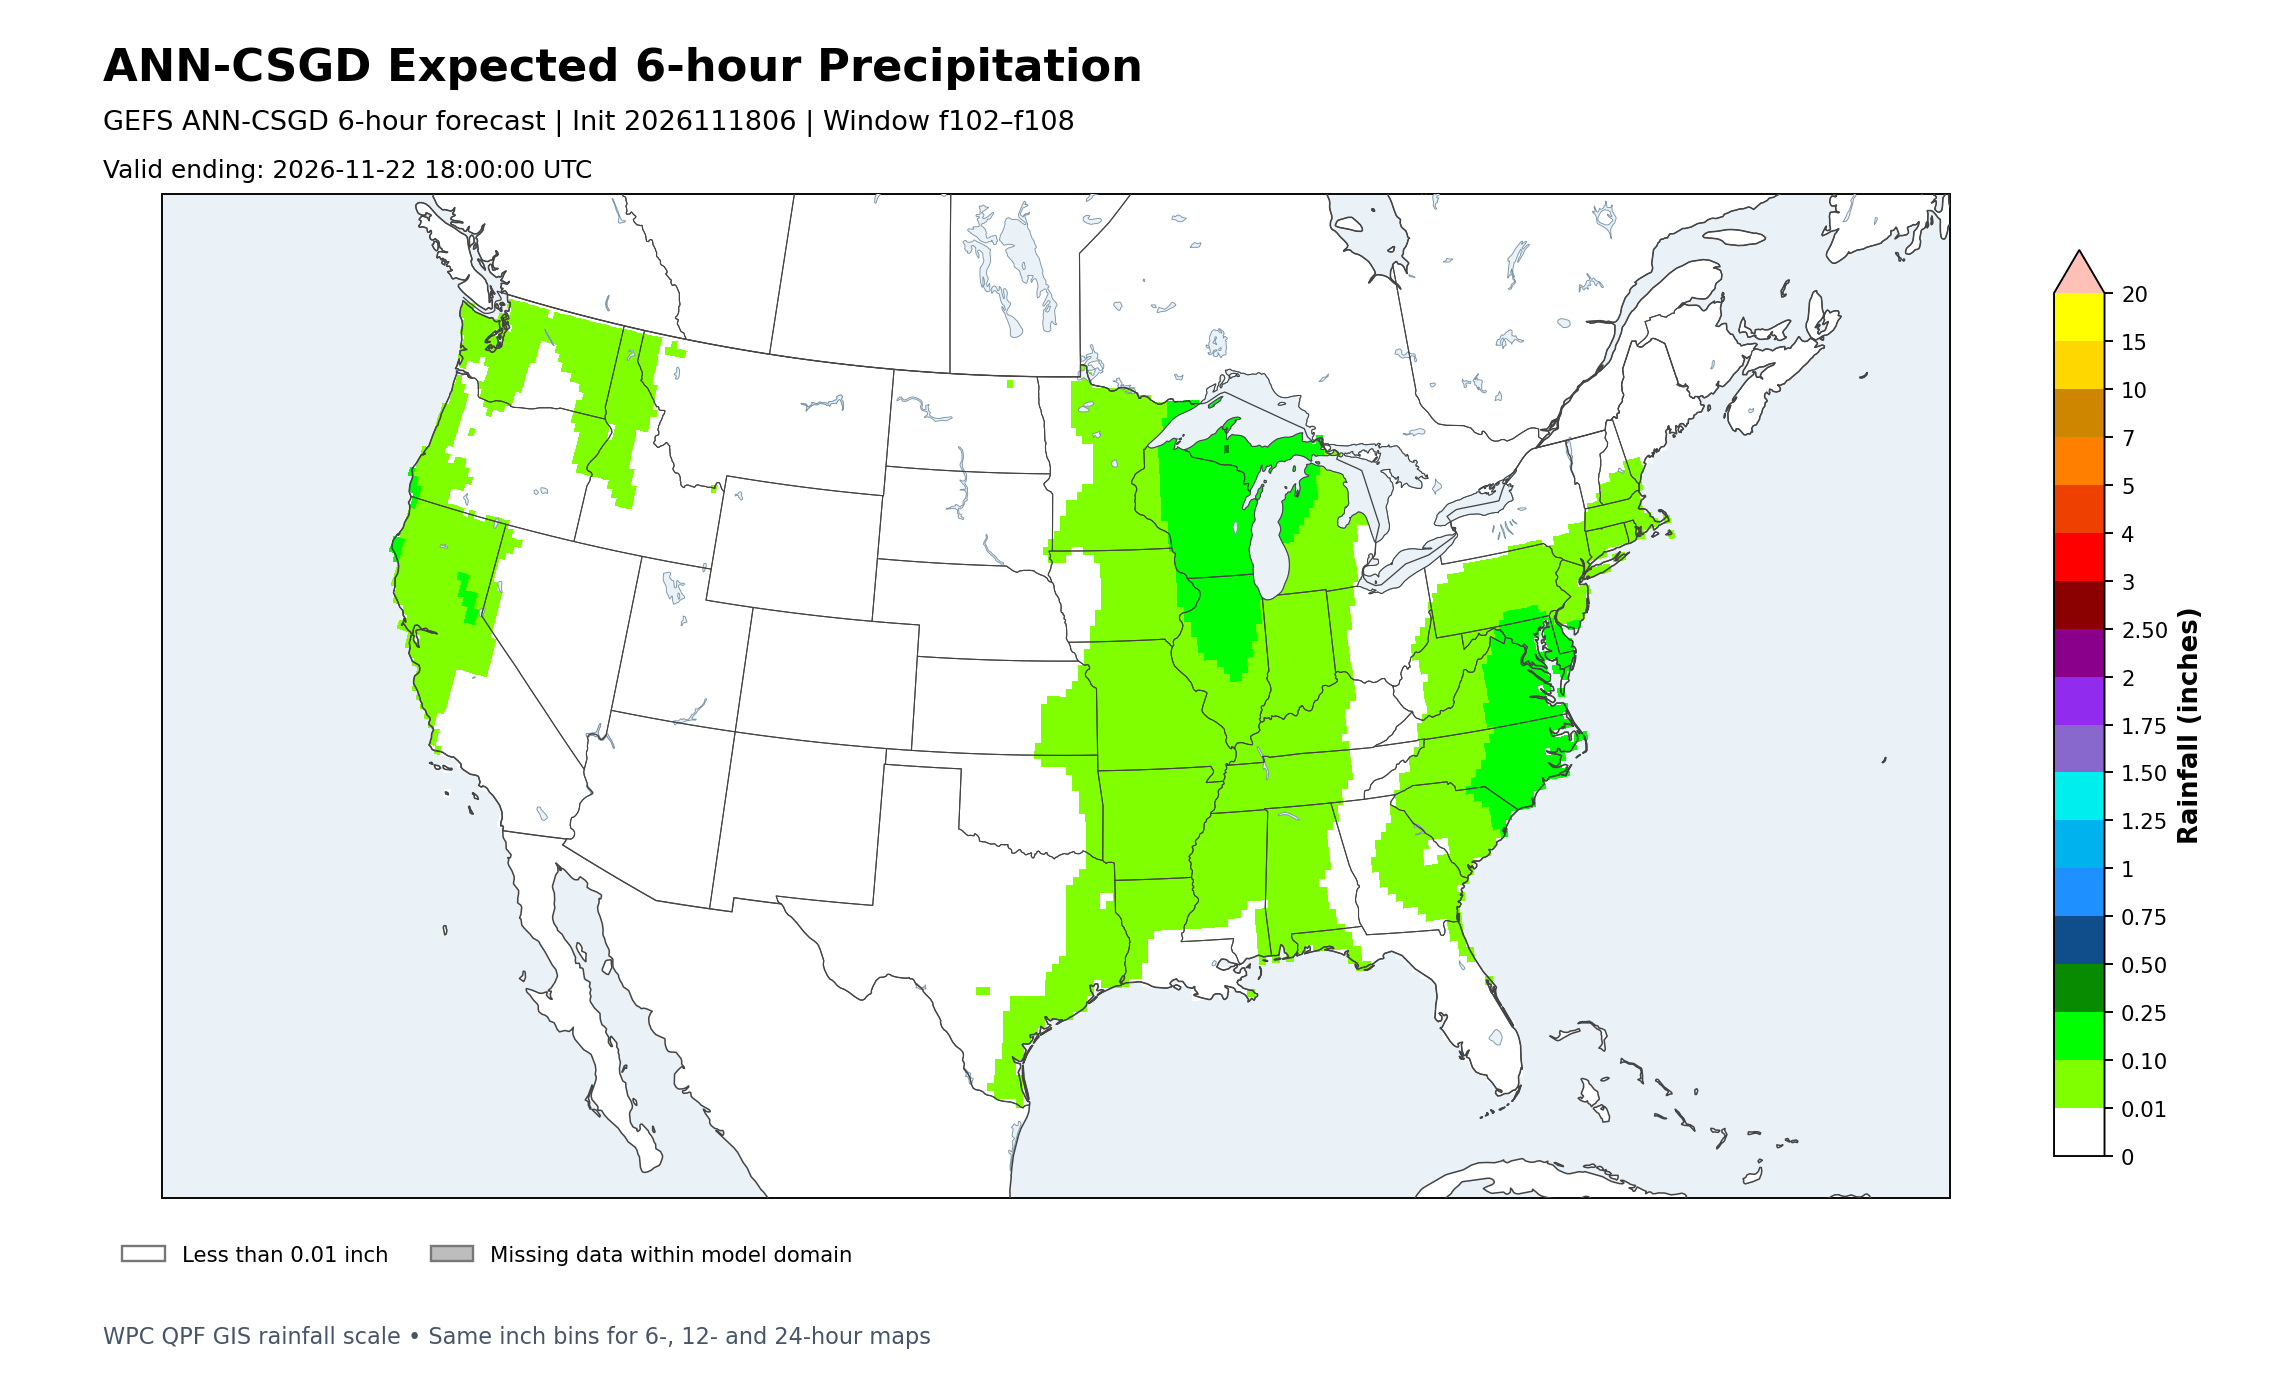 ANN-CSGD Expected 6-hour Precipitation
GEFS ANN-CSGD 6-hour forecast | Init 2026111806 | Window f102–f108
Valid ending: 2026-11-22 18:00:00 UTC
20
15
10
7
5
4
3
2.50
2
1.75
1.50
1.25
1
0.75
0.50
0.25
0.10
0.01
0
Rainfall (inches)
Less than 0.01 inch
Missing data within model domain
WPC QPF GIS rainfall scale • Same inch bins for 6-, 12- and 24-hour maps